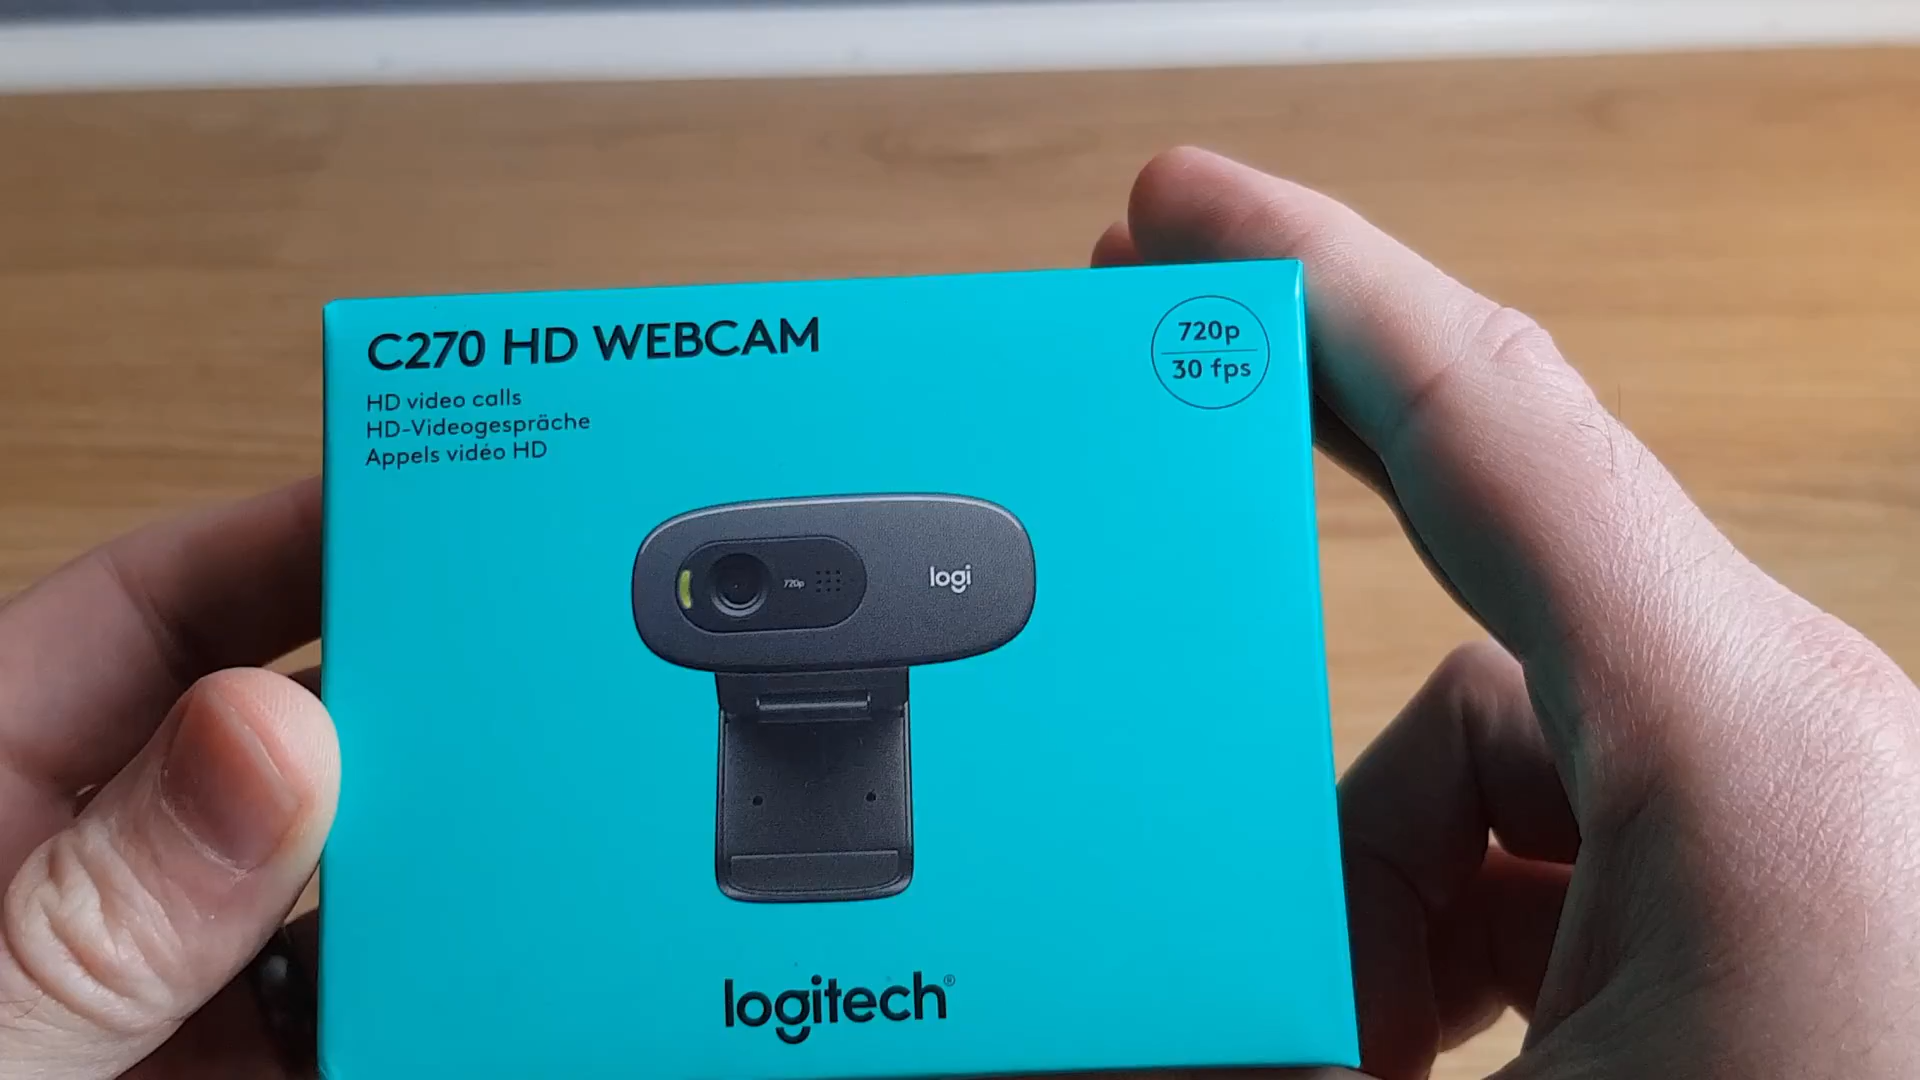 C270 HD WEBCAM
HD video calls
HD-Videogespräche
Appels vidéo HD
720p
30 fps
720p
logi
logitech®